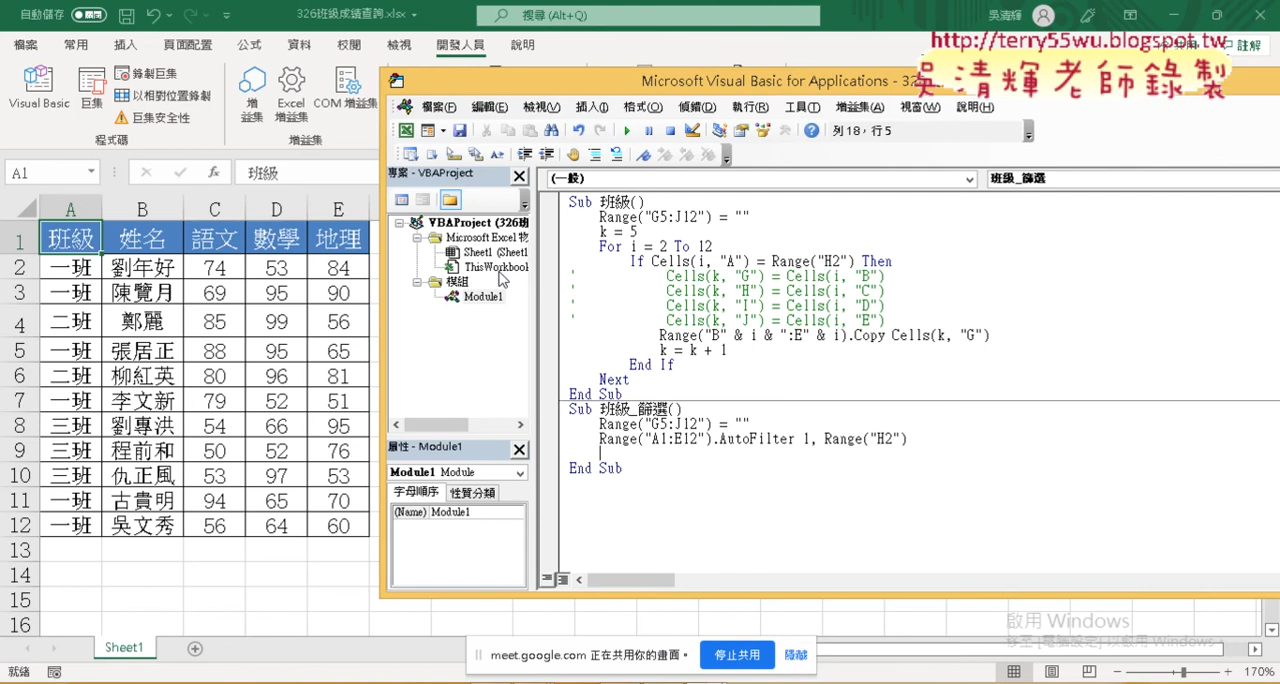 自動儲存
326班級成績查詢.xlsx
搜尋 (Alt+Q)
吳清輝
檔案 常用 插入 頁面配置 公式 資料 校閱 檢視 開發人員 說明
註解
http://terry55wu.blogspot.tw
吳清輝老師錄製
Visual Basic
巨集
錄製巨集
以相對位置錄製
巨集安全性
增益集
Excel 增益集
COM 增益集
程式碼
增益集
A1
fx
班級
A B C D E
1 班級 姓名 語文 數學 地理
2 一班 劉年好 74 53 84
3 一班 陳覽月 69 95 90
4 二班 鄭麗 85 99 56
5 一班 張居正 88 95 65
6 二班 柳紅英 80 96 81
7 一班 李文新 79 52 51
8 三班 劉專洪 54 66 95
9 三班 程前和 50 52 76
10 三班 仇正風 53 97 53
11 一班 古貴明 94 65 70
12 一班 吳文秀 56 64 60
13
14
15
16
Sheet1
就緒
170%
Microsoft Visual Basic for Applications -
檔案(F) 編輯(E) 檢視(V) 插入(I) 格式(O) 偵錯(D) 執行(R) 工具(T) 增益集(A) 視窗(W) 說明(H)
列18，行5
專案 - VBAProject
VBAProject (326班
Microsoft Excel 物
Sheet1 (Sheet1
ThisWorkbook
模組
Module1
屬性 - Module1
Module1 Module
字母順序 性質分類
(Name) Module1
(一般)
班級_篩選
Sub 班級()
Range("G5:J12") = ""
k = 5
For i = 2 To 12
If Cells(i, "A") = Range("H2") Then
' Cells(k, "G") = Cells(i, "B")
' Cells(k, "H") = Cells(i, "C")
' Cells(k, "I") = Cells(i, "D")
' Cells(k, "J") = Cells(i, "E")
Range("B" & i & ":E" & i).Copy Cells(k, "G")
k = k + 1
End If
Next
End Sub
Sub 班級_篩選()
Range("G5:J12") = ""
Range("A1:E12").AutoFilter 1, Range("H2")
End Sub
啟用 Windows
移至 [電腦設定] 以啟用 Windows。
meet.google.com 正在共用你的畫面。
停止共用
隱藏